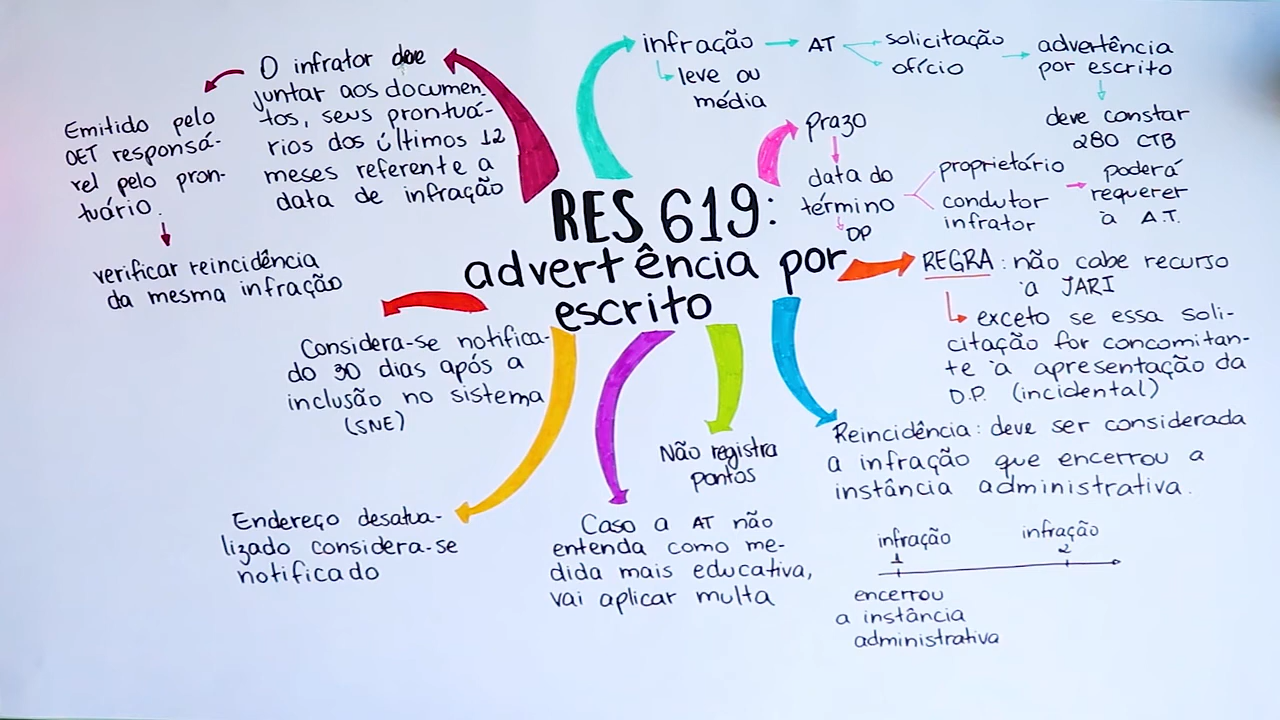 RES 619:
advertência por
escrito
infração → AT
leve ou
média
solicitação
ofício
advertência
por escrito
deve constar
280 CTB
prazo
data do
término
DP
proprietário
condutor
infrator
poderá
requerer
à A.T.
REGRA: não cabe recurso
à JARI
exceto se essa soli-
citação for concomitan-
te à apresentação da
D.P. (incidental)
Reincidência: deve ser considerada
a infração que encerrou a
instância administrativa.
infração
1
infração
2
encerrou
a instância
administrativa
Não registra
pontos
Caso a AT não
entenda como me-
dida mais educativa,
vai aplicar multa
Endereço desatua-
lizado considera-se
notificado
Considera-se notifica-
do 30 dias após a
inclusão no sistema
(SNE)
O infrator deve
juntar aos documen-
tos, seus prontuá-
rios dos últimos 12
meses referente a
data de infração
Emitido pelo
OET responsá-
vel pelo pron-
tuário.
verificar reincidência
da mesma infração